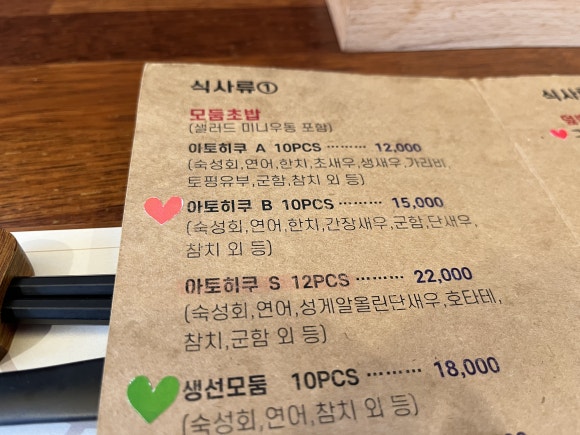 식사류①
모둠초밥
(샐러드 미니우동 포함)
아토히쿠 A 10PCS ········· 12,000
(숙성회,연어,한치,초새우,생새우,가리비
토핑유부,군함,참치 외 등)
아토히쿠 B 10PCS ········· 15,000
(숙성회,연어,한치,간장새우,군함,단새우,
참치 외 등)
아토히쿠 S 12PCS ········· 22,000
(숙성회,연어,성게알올린단새우,호타테,
참치,군함 외 등)
생선모둠 10PCS ········· 18,000
(숙성회,연어,참치 외 등)
식사